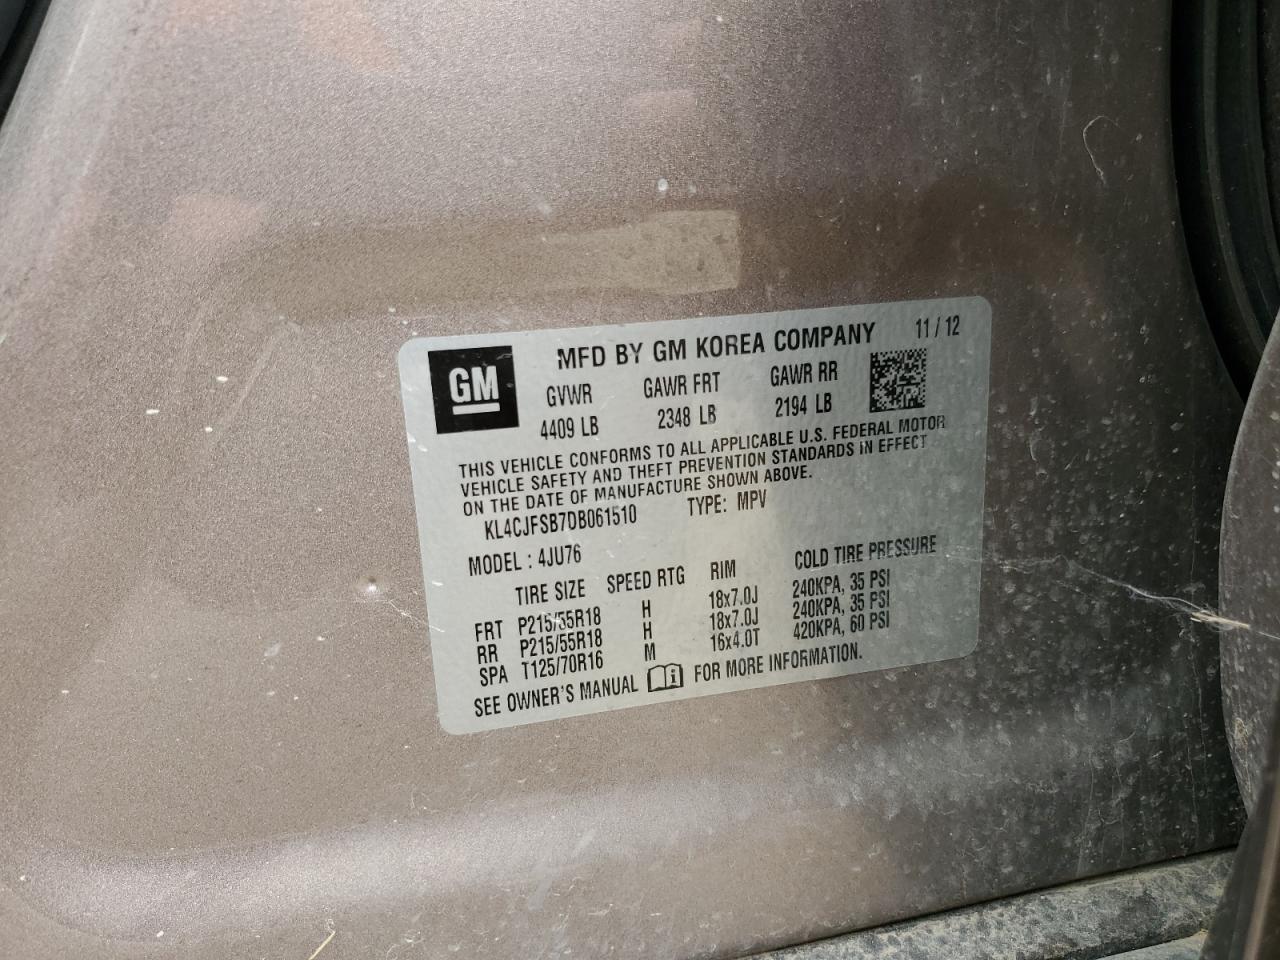 GM
MFD BY GM KOREA COMPANY 11 / 12
GVWR GAWR FRT GAWR RR
4409 LB 2348 LB 2194 LB
THIS VEHICLE CONFORMS TO ALL APPLICABLE U.S. FEDERAL MOTOR
VEHICLE SAFETY AND THEFT PREVENTION STANDARDS IN EFFECT
ON THE DATE OF MANUFACTURE SHOWN ABOVE.
KL4CJFSB7DB061510 TYPE: MPV
MODEL : 4JU76
TIRE SIZE SPEED RTG RIM COLD TIRE PRESSURE
FRT P215/55R18 H 18x7.0J 240KPA, 35 PSI
RR P215/55R18 H 18x7.0J 240KPA, 35 PSI
SPA T125/70R16 M 16x4.0T 420KPA, 60 PSI
SEE OWNER'S MANUAL FOR MORE INFORMATION.